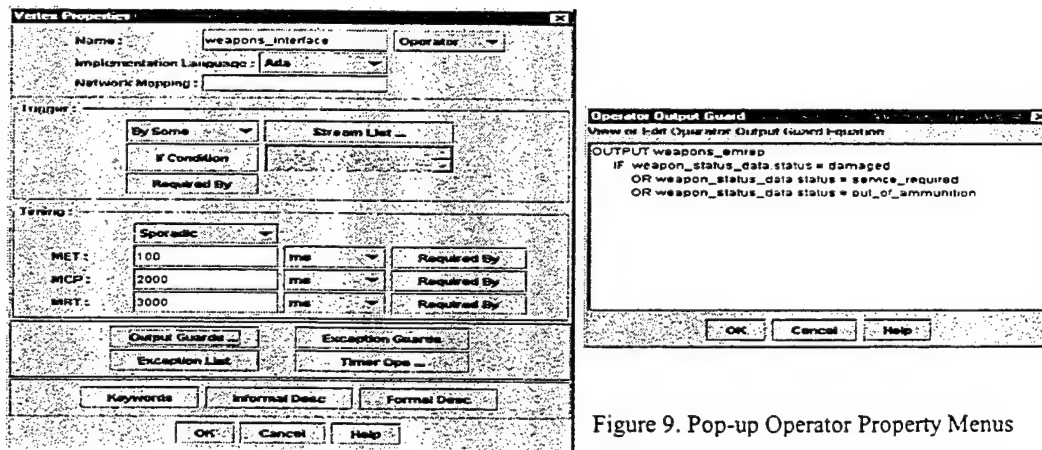 Vertex Properties
Name : weapons_interface Operator
Implementation Language : Ada
Network Mapping :
Trigger :
By Some Stream List ...
If Condition
Required By
Timing :
Sporadic
MET : 100 ms Required By
MCP : 2000 ms Required By
MRT : 3000 ms Required By
Output Guards ... Exception Guards
Exception List Timer Ops ...
Keywords Informal Desc Formal Desc
OK Cancel Help
Operator Output Guard
View or Edit Operator Output Guard Equation
OUTPUT weapons_emrep
IF weapon_status_data.status = damaged
OR weapon_status_data.status = service_required
OR weapon_status_data.status = out_of_ammunition
OK Cancel Help
Figure 9. Pop-up Operator Property Menus